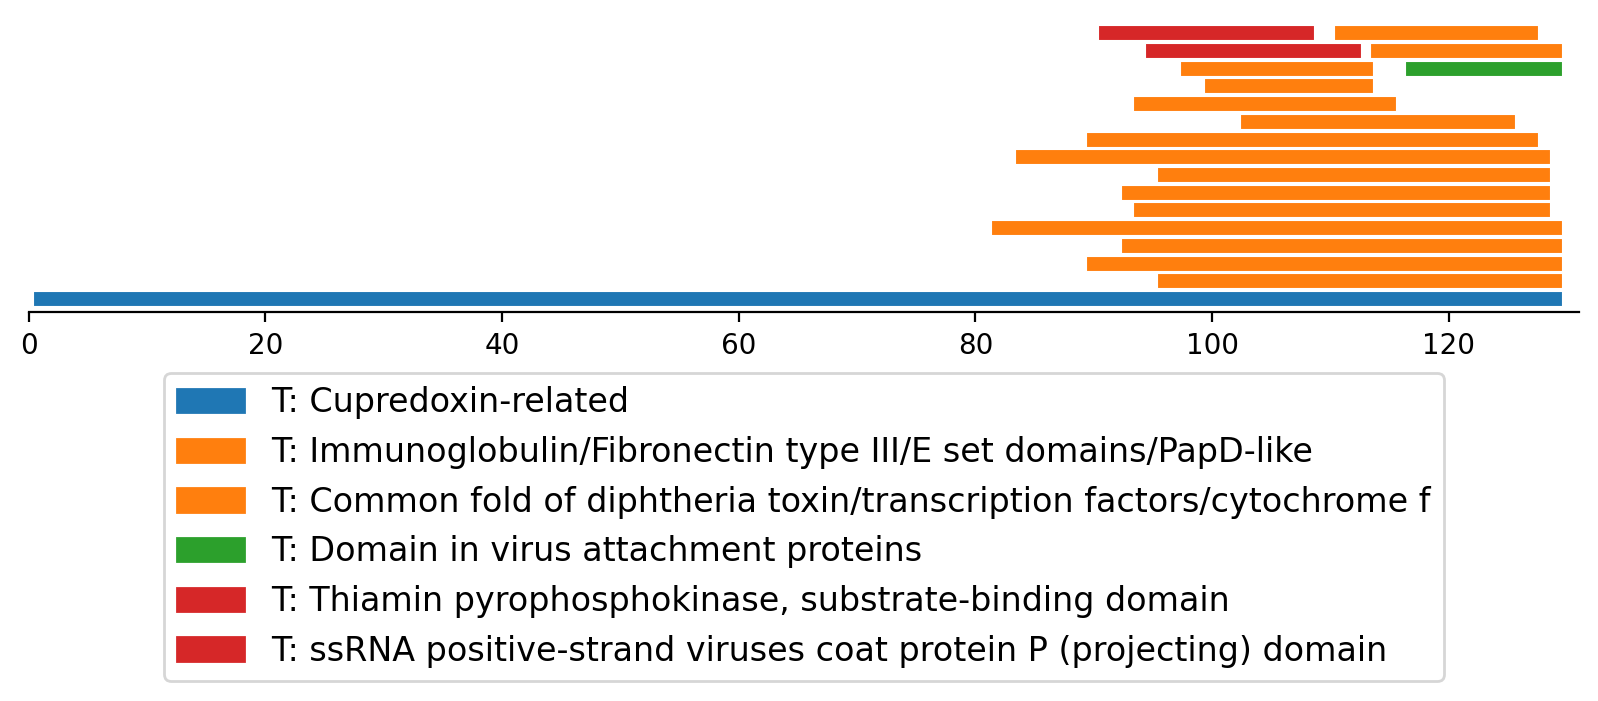 0 20 40 60 80 100 120
T: Cupredoxin-related
T: Immunoglobulin/Fibronectin type III/E set domains/PapD-like
T: Common fold of diphtheria toxin/transcription factors/cytochrome f
T: Domain in virus attachment proteins
T: Thiamin pyrophosphokinase, substrate-binding domain
T: ssRNA positive-strand viruses coat protein P (projecting) domain